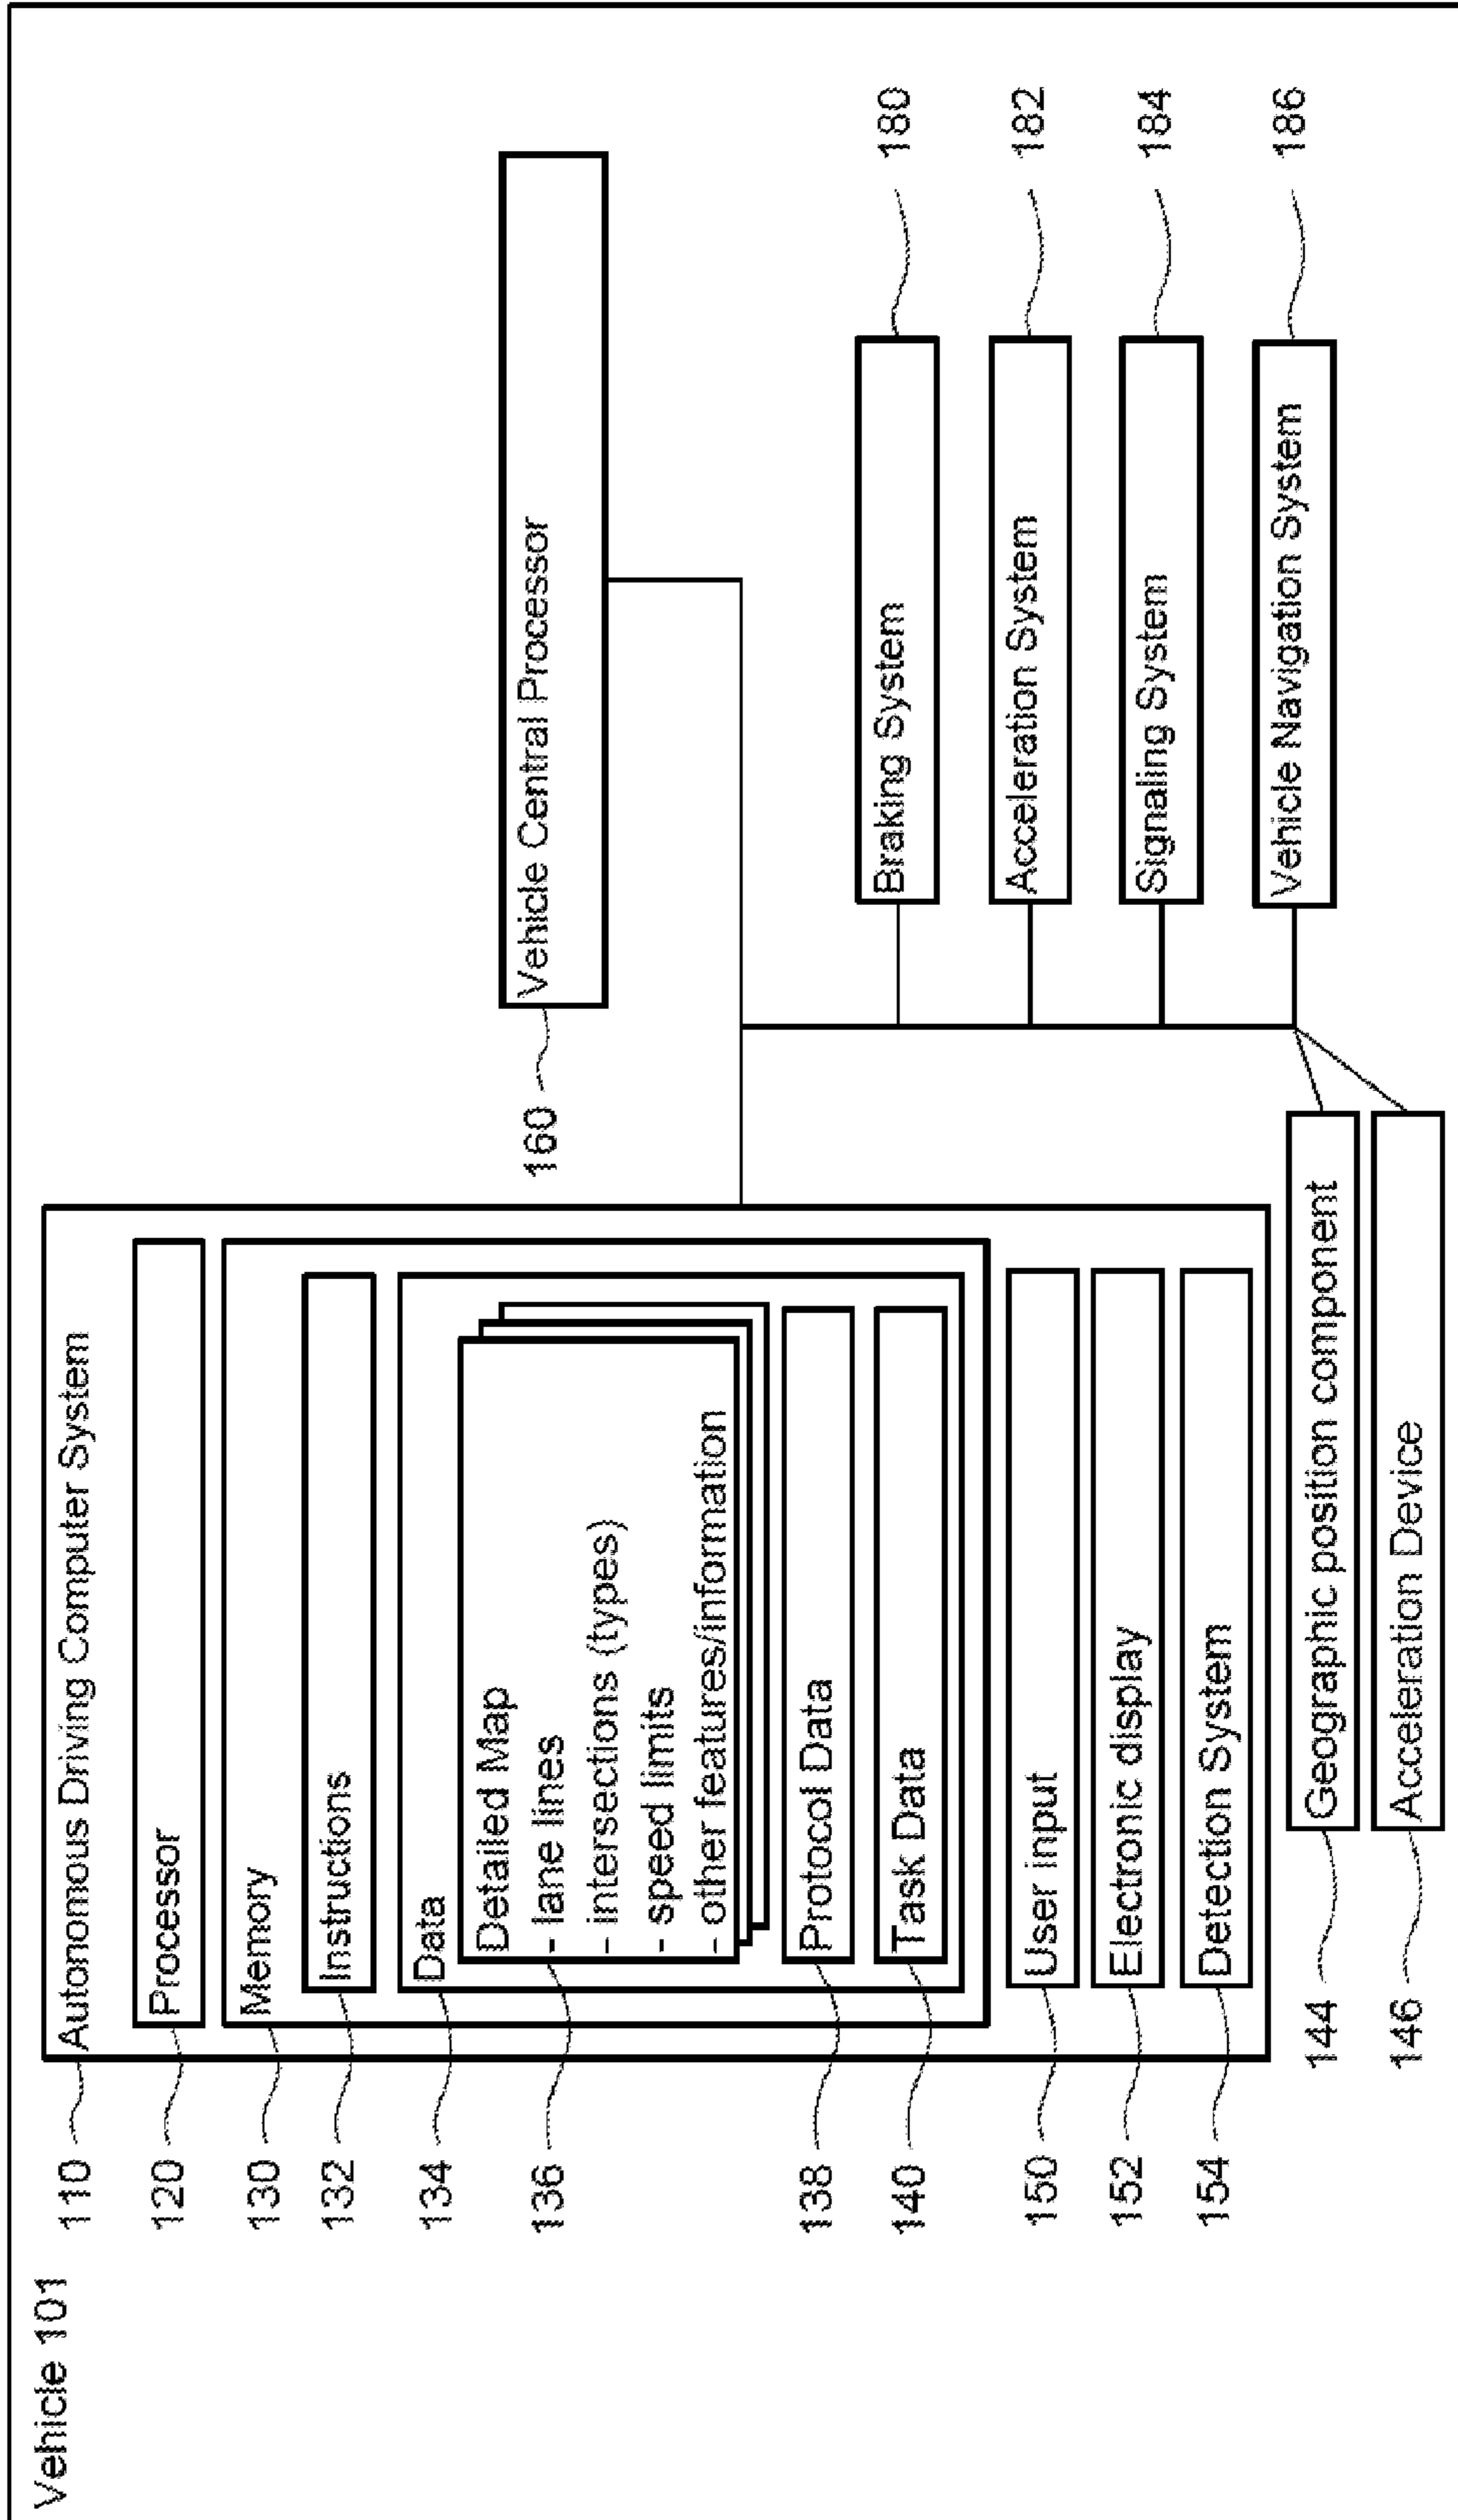 Vehicle 101
110
Autonomous Driving Computer System
120
Processor
130
Memory
132
Instructions
134
Data
136
Detailed Map
- lane lines
- intersections (types)
- speed limits
- other features/information
138
Protocol Data
140
Task Data
150
User input
152
Electronic display
154
Detection System
144
Geographic position component
146
Acceleration Device
160
Vehicle Central Processor
Braking System
180
Acceleration System
182
Signaling System
184
Vehicle Navigation System
186